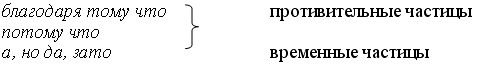 благодаря тому что противительные частицы
потому что
а, но да, зато временные частицы